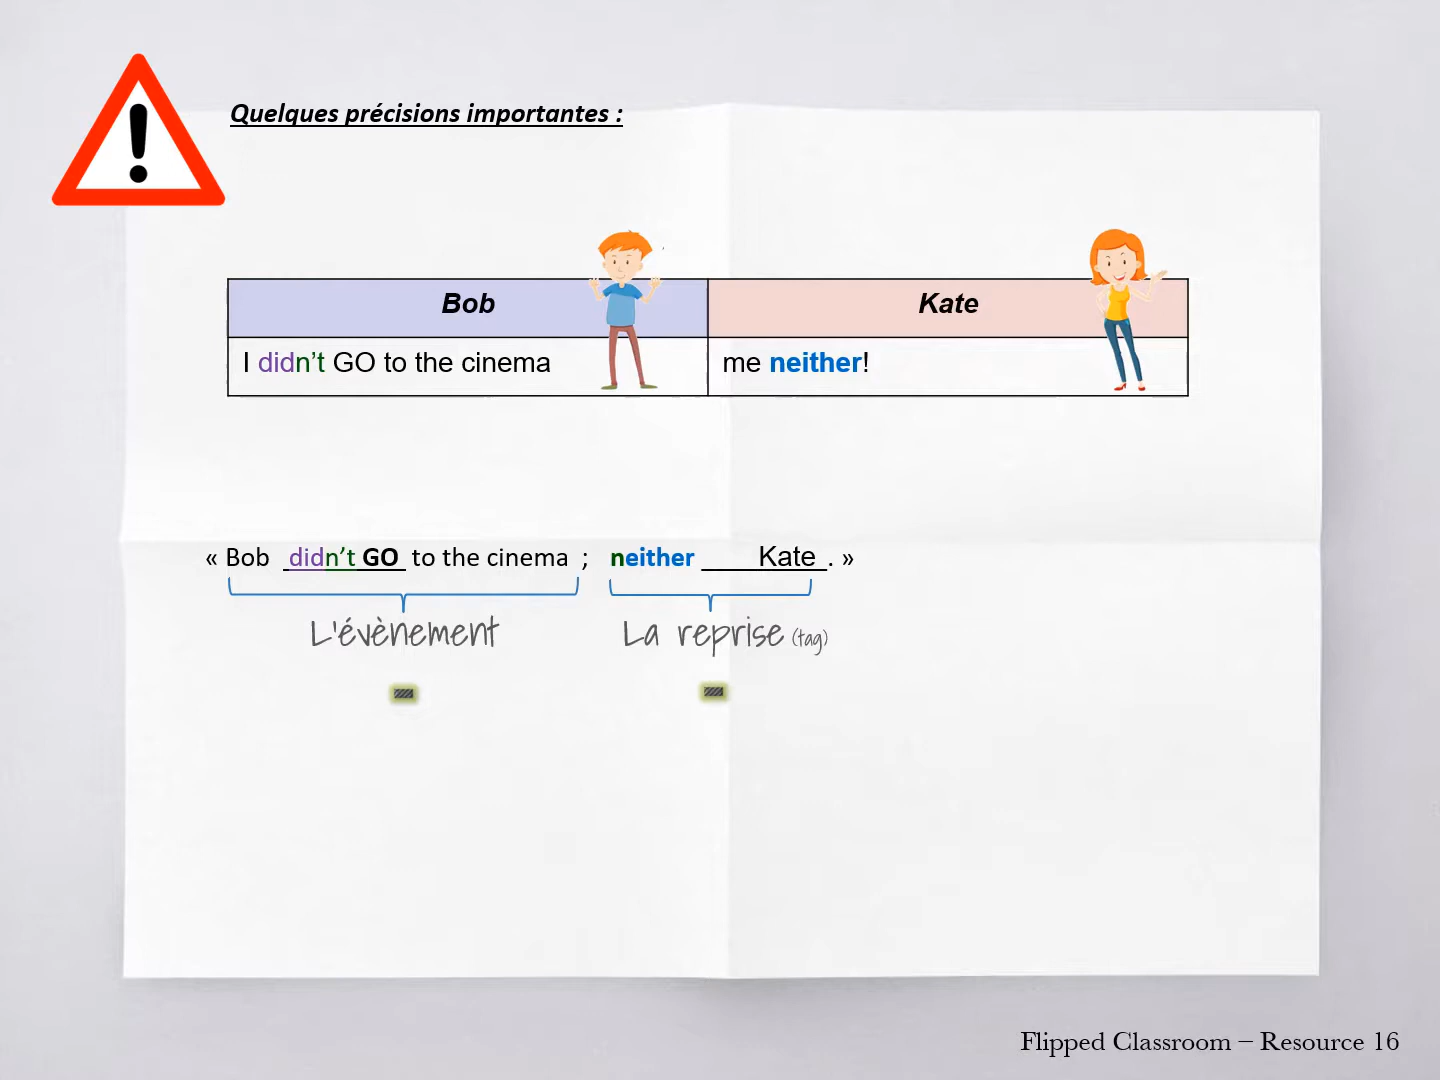 Quelques précisions importantes :
Bob
Kate
I didn't GO to the cinema
me neither!
« Bob didn't GO to the cinema ; neither ____ Kate . »
L'évènement
La reprise (tag)
Flipped Classroom – Resource 16